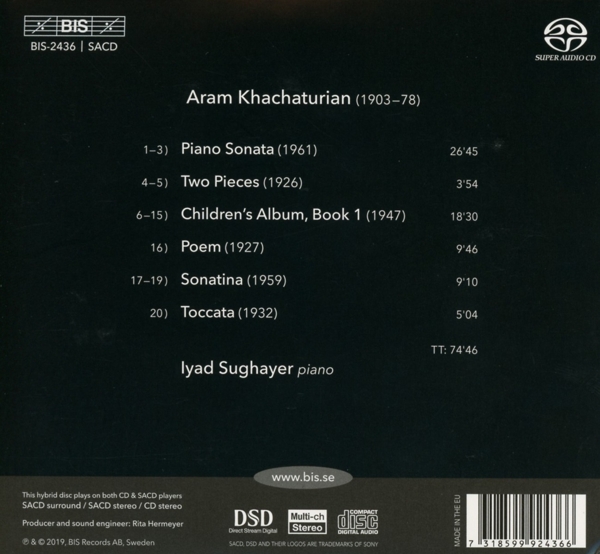 BIS
BIS-2436 | SACD
SUPER AUDIO CD
Aram Khachaturian (1903–78)
1–3) Piano Sonata (1961) 26'45
4–5) Two Pieces (1926) 3'54
6–15) Children's Album, Book 1 (1947) 18'30
16) Poem (1927) 9'46
17–19) Sonatina (1959) 9'10
20) Toccata (1932) 5'04
TT: 74'46
Iyad Sughayer piano
www.bis.se
This hybrid disc plays on both CD & SACD players
SACD surround / SACD stereo / CD stereo
Producer and sound engineer: Rita Hermeyer
℗ & © 2019, BIS Records AB, Sweden
DSD
Direct Stream Digital
Multi-ch
Stereo
COMPACT
disc
DIGITAL AUDIO
SACD, DSD AND THEIR LOGOS ARE TRADEMARKS OF SONY
MADE IN THE EU
7 318599 924366